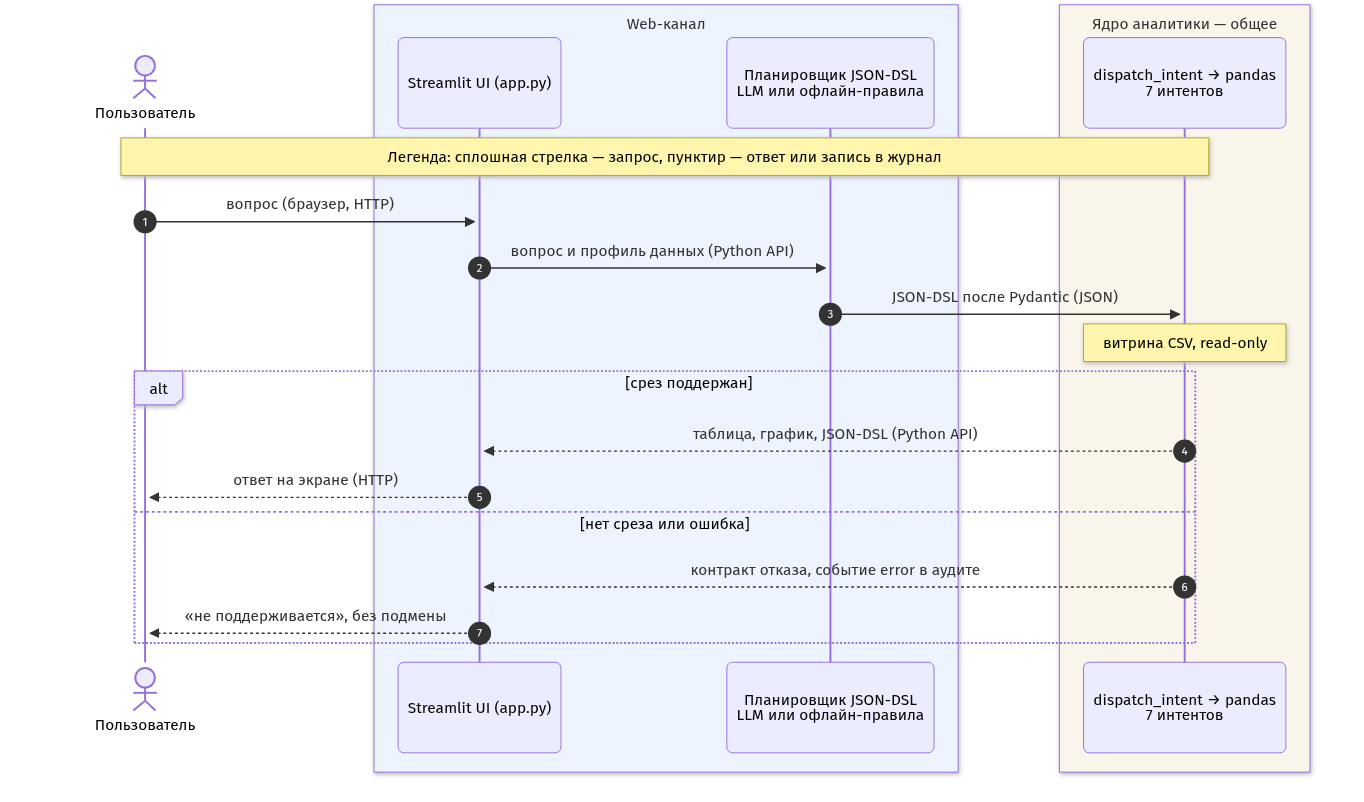 Web-канал
Ядро аналитики — общее
Пользователь
Streamlit UI (app.py)
Планировщик JSON-DSL
LLM или офлайн-правила
dispatch_intent → pandas
7 интентов
Легенда: сплошная стрелка — запрос, пунктир — ответ или запись в журнал
вопрос (браузер, HTTP)
1
вопрос и профиль данных (Python API)
2
JSON-DSL после Pydantic (JSON)
3
витрина CSV, read-only
alt
[срез поддержан]
таблица, график, JSON-DSL (Python API)
4
ответ на экране (HTTP)
5
[нет среза или ошибка]
контракт отказа, событие error в аудите
6
«не поддерживается», без подмены
7
Пользователь
Streamlit UI (app.py)
Планировщик JSON-DSL
LLM или офлайн-правила
dispatch_intent → pandas
7 интентов